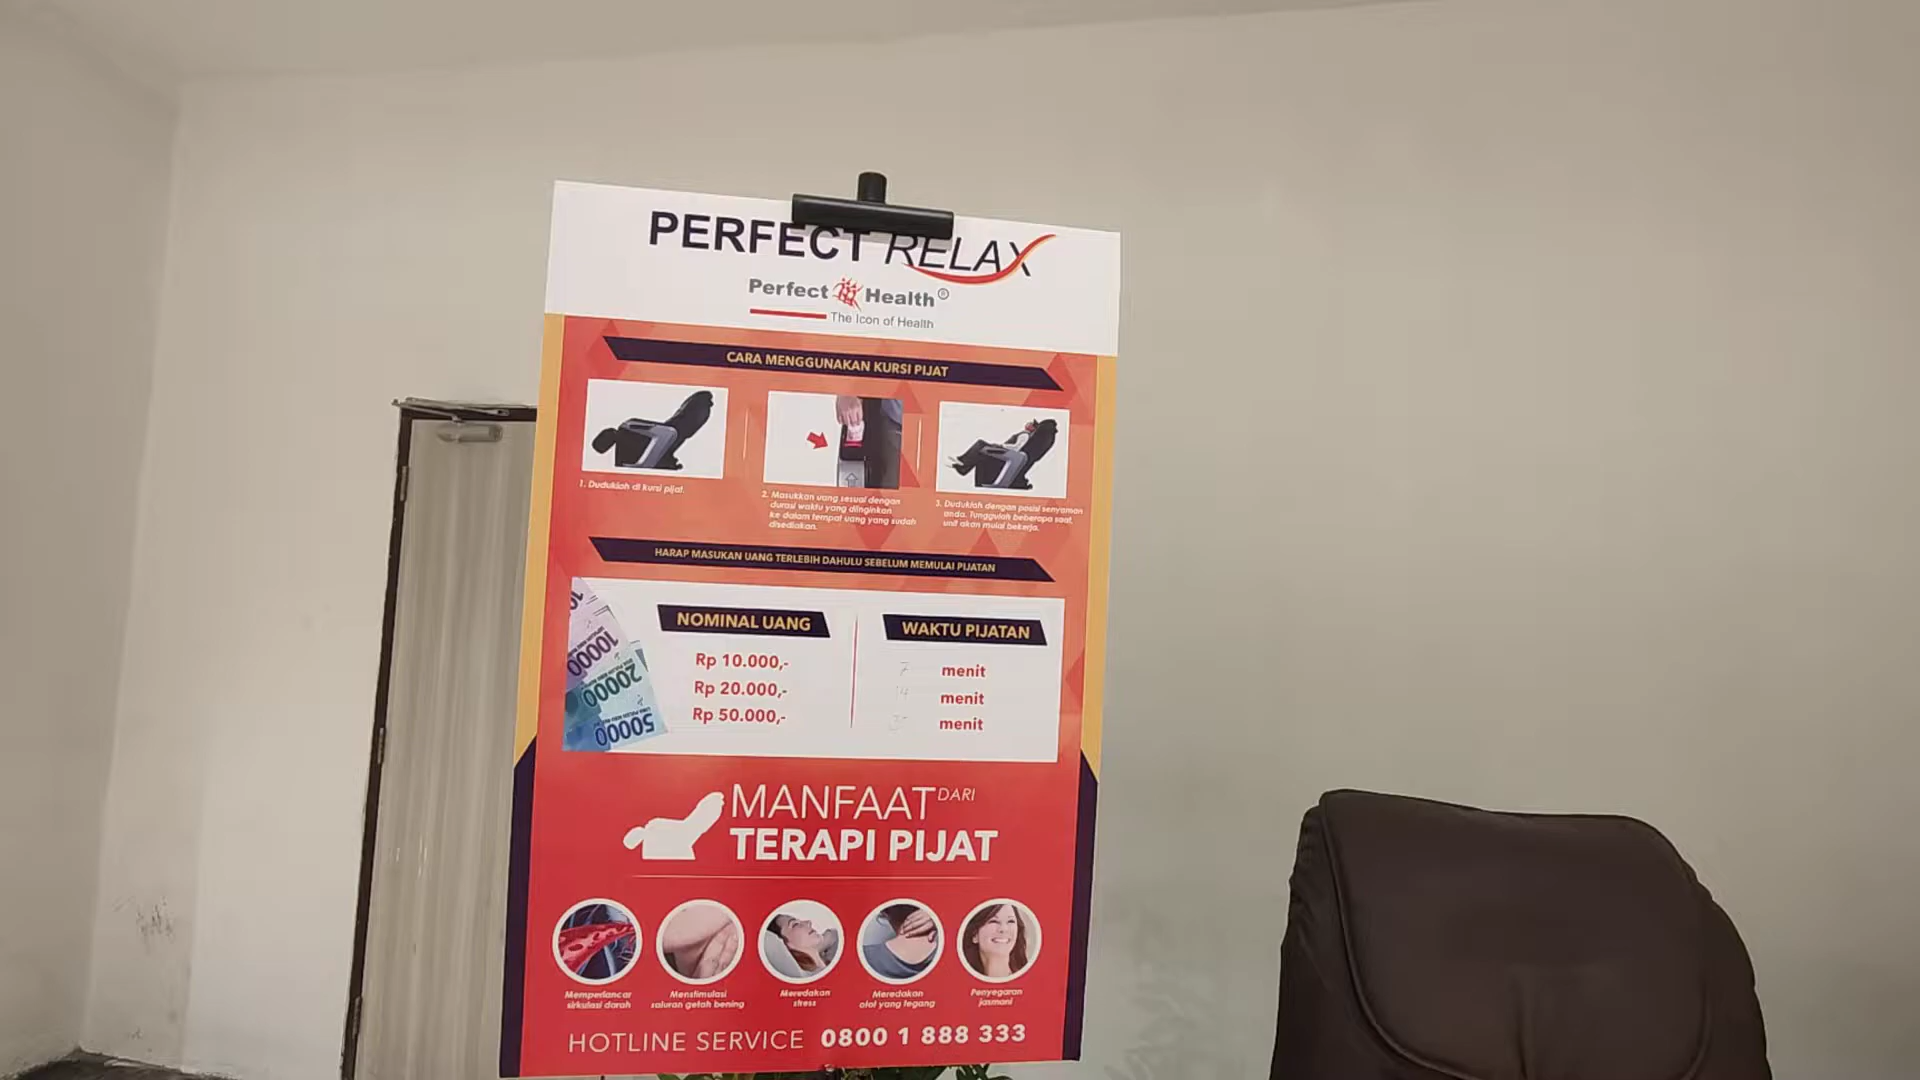 PERFECT RELAX
Perfect Health®
The Icon of Health
CARA MENGGUNAKAN KURSI PIJAT
1. Duduklah di kursi pijat.
2. Masukkan uang sesuai dengan
durasi waktu yang diinginkan
ke dalam tempat uang yang sudah
disediakan.
3. Duduklah dengan posisi senyaman
anda. Tunggulah beberapa saat,
unit akan mulai bekerja.
HARAP MASUKAN UANG TERLEBIH DAHULU SEBELUM MEMULAI PIJATAN
10000
20000
50000
NOMINAL UANG
Rp 10.000,-
Rp 20.000,-
Rp 50.000,-
WAKTU PIJATAN
7 menit
14 menit
menit
MANFAAT DARI
TERAPI PIJAT
Memperlancar
sirkulasi darah
Menstimulasi
saluran getah bening
Meredakan
stress
Meredakan
otot yang tegang
Penyegaran
jasmani
HOTLINE SERVICE 0800 1 888 333